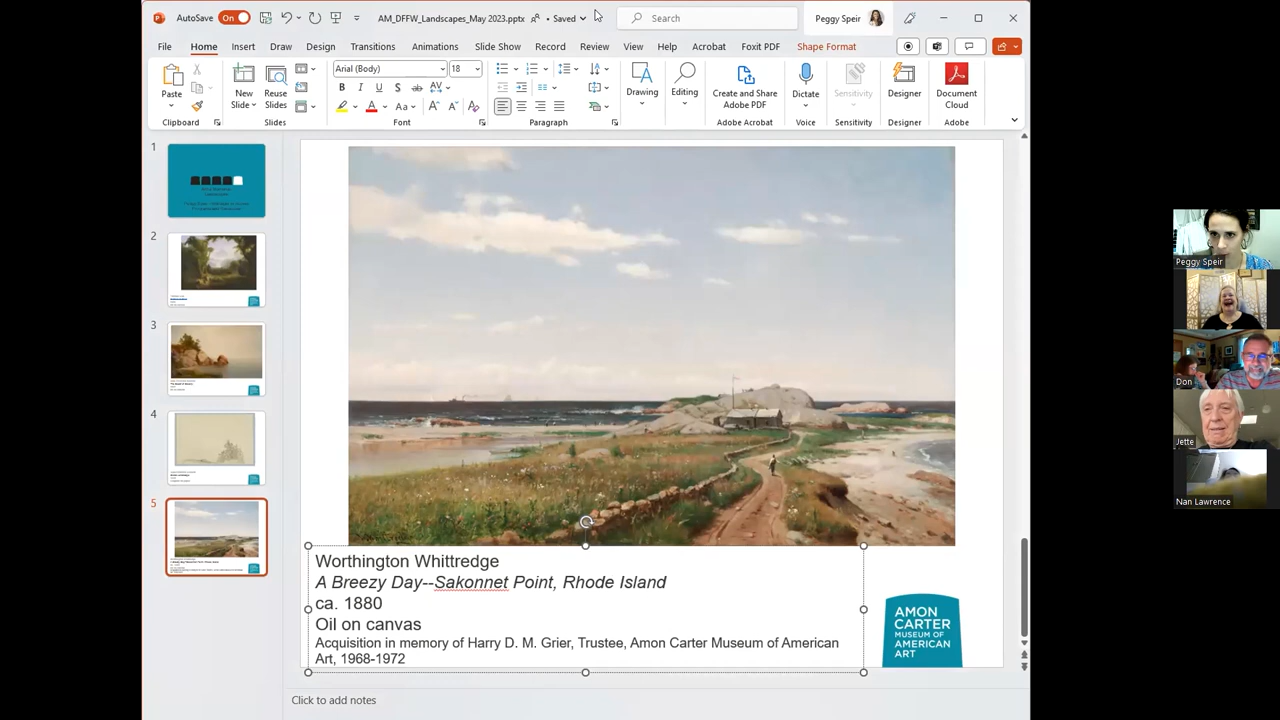 AutoSave On AM_DFFW_Landscapes_May 2023.pptx • Saved Search Peggy Speir
File Home Insert Draw Design Transitions Animations Slide Show Record Review View Help Acrobat Foxit PDF Shape Format
Arial (Body) 18
Paste
New Slide
Reuse Slides
Drawing
Editing
Create and Share Adobe PDF
Dictate
Sensitivity
Designer
Document Cloud
Clipboard Slides Font Paragraph Adobe Acrobat Voice Sensitivity Designer Adobe
1
2
3
4
5
Worthington Whittredge
A Breezy Day--Sakonnet Point, Rhode Island
ca. 1880
Oil on canvas
Acquisition in memory of Harry D. M. Grier, Trustee, Amon Carter Museum of American
Art, 1968-1972
AMON
CARTER
MUSEUM OF
AMERICAN
ART
Click to add notes
Peggy Speir
Don
Jette
Nan Lawrence